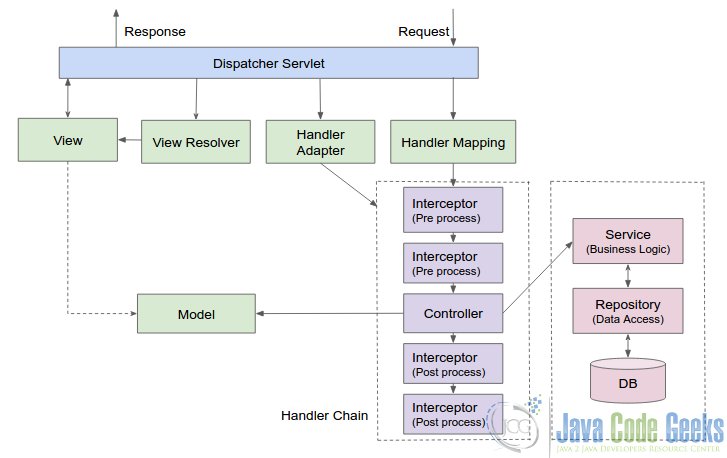 Response
Request
Dispatcher Servlet
View
View Resolver
Handler
Adapter
Handler Mapping
Interceptor
(Pre process)
Interceptor
(Pre process)
Service
(Business Logic)
Model
Controller
Repository
(Data Access)
Interceptor
(Post process)
DB
Interceptor
(Post process)
Handler Chain
JCG
Java Code Geeks
JAVA 2 JAVA DEVELOPERS RESOURCE CENTER